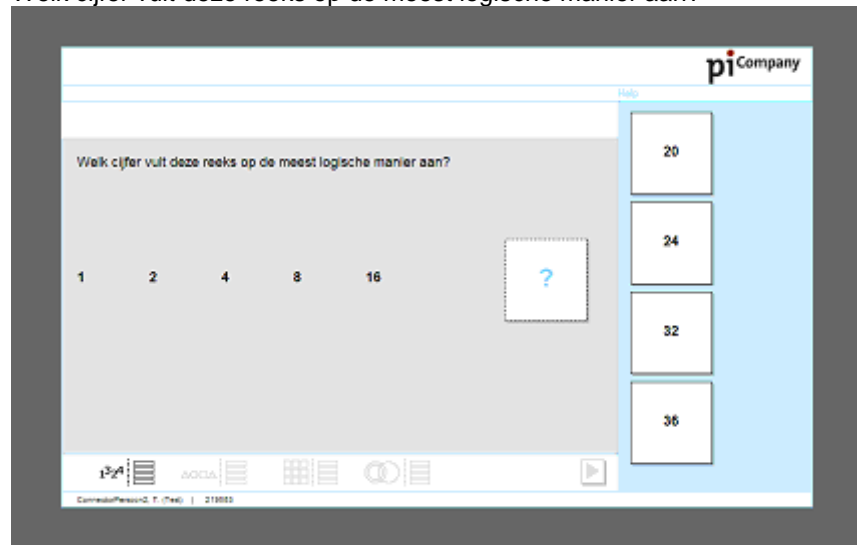 Welk cijfer vult deze reeks op de meest logische manier aan?
pi Company
Help
Welk cijfer vult deze reeks op de meest logische manier aan?
1 2 4 8 16 ?
20
24
32
36
1324